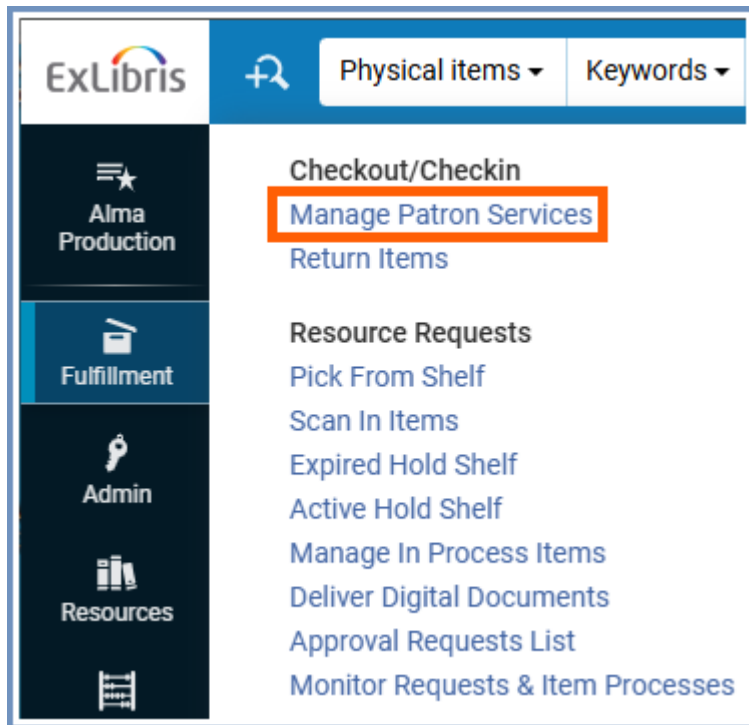 ExLibris
Physical items
Keywords
Alma
Production
Fulfillment
Admin
Resources
Checkout/Checkin
Manage Patron Services
Return Items
Resource Requests
Pick From Shelf
Scan In Items
Expired Hold Shelf
Active Hold Shelf
Manage In Process Items
Deliver Digital Documents
Approval Requests List
Monitor Requests & Item Processes